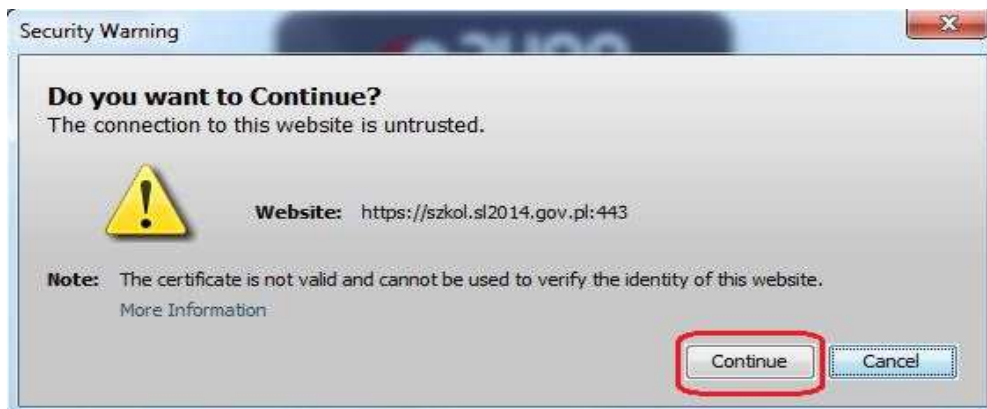 Security Warning
Do you want to Continue?
The connection to this website is untrusted.
Website: https://szkol.sl2014.gov.pl:443
Note: The certificate is not valid and cannot be used to verify the identity of this website.
More Information
Continue Cancel